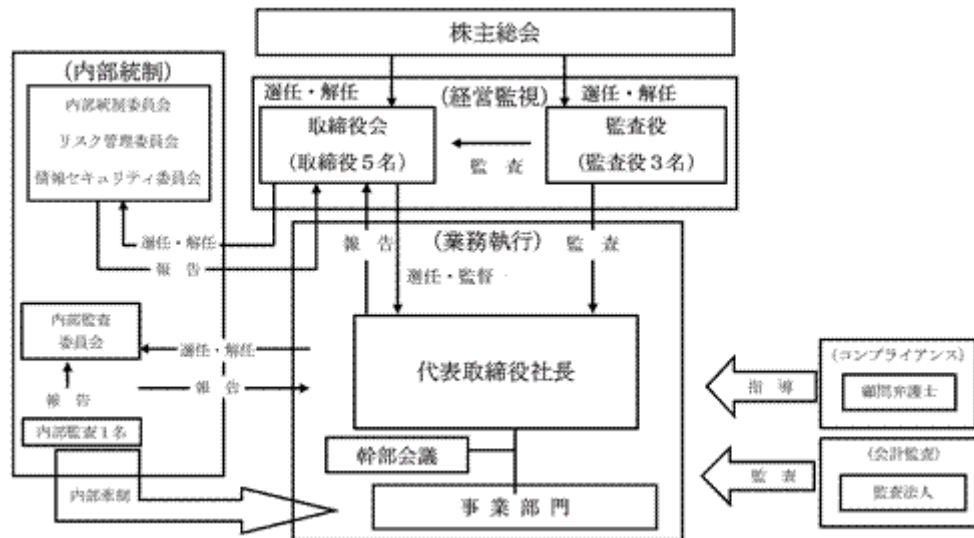 株主総会
(内部統制)
内部統制委員会
リスク管理委員会
情報セキュリティ委員会
選任・解任
(経営監視)
選任・解任
取締役会
(取締役5名)
監査
監査役
(監査役3名)
選任・解任
報告
報告
(業務執行)
監査
選任・監督
内部監査
委員会
選任・解任
報告
報告
内部監査1名
代表取締役社長
幹部会議
事業部門
指導
(コンプライアンス)
顧問弁護士
監査
(会計監査)
監査法人